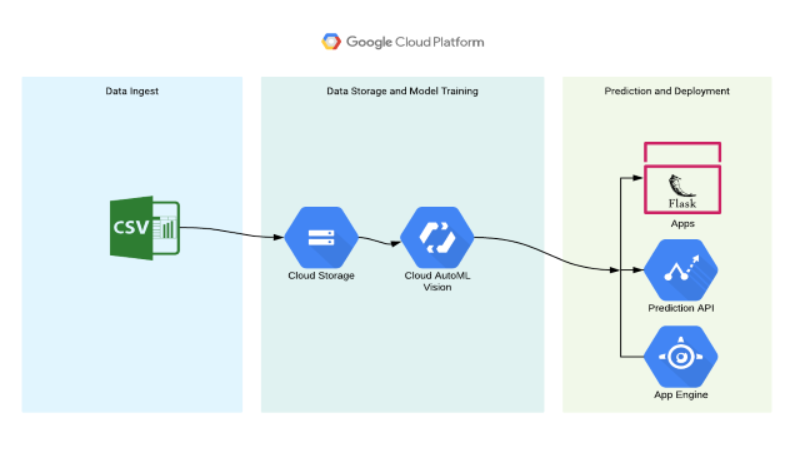 Google Cloud Platform
Data Ingest
Data Storage and Model Training
Prediction and Deployment
CSV
Cloud Storage
Cloud AutoML
Vision
Flask
Apps
Prediction API
App Engine